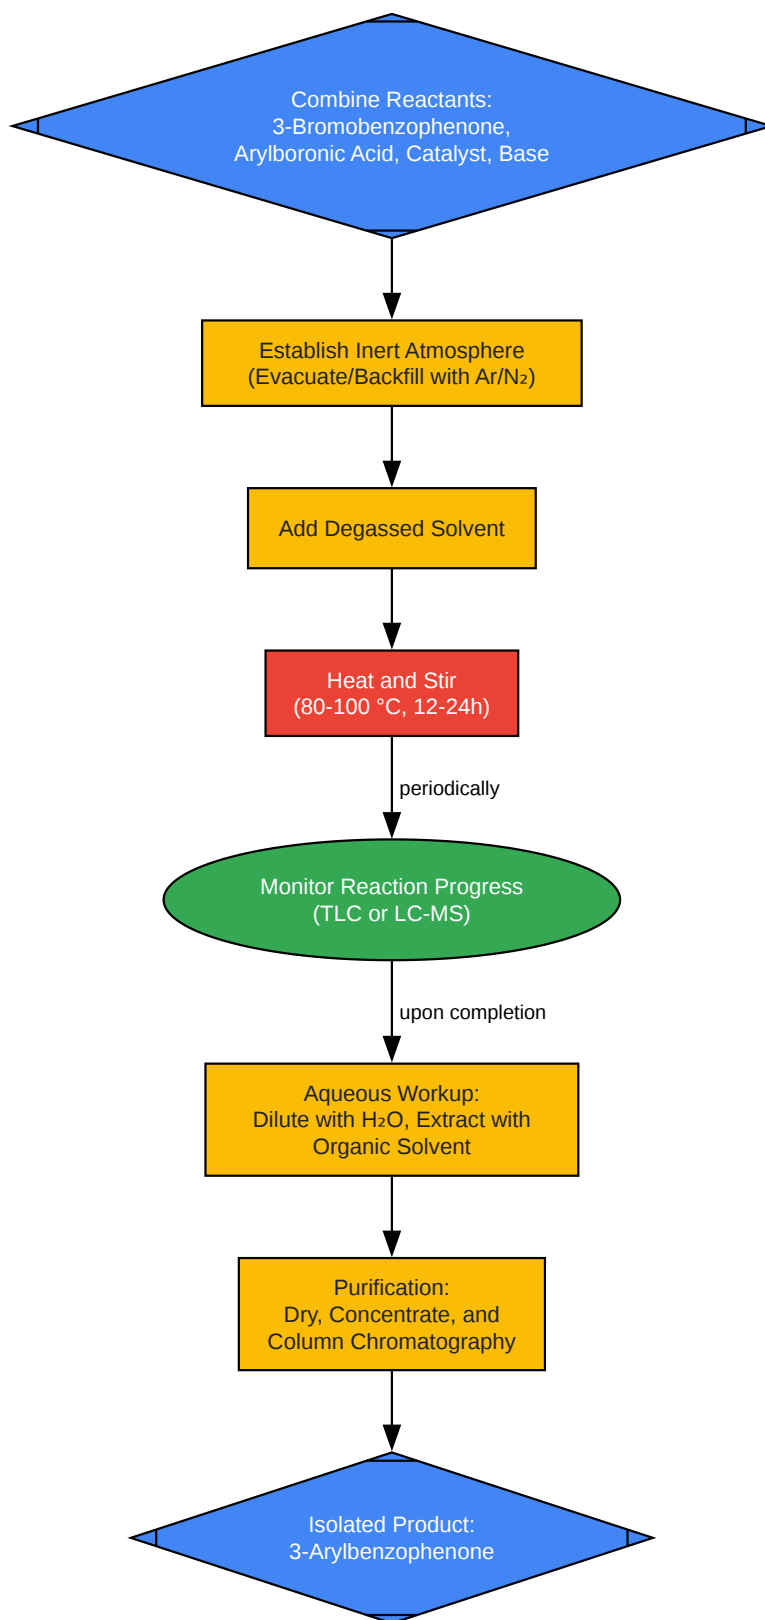 Combine Reactants:
3-Bromobenzophenone,
Arylboronic Acid, Catalyst, Base
Establish Inert Atmosphere
(Evacuate/Backfill with Ar/N₂)
Add Degassed Solvent
Heat and Stir
(80-100 °C, 12-24h)
periodically
Monitor Reaction Progress
(TLC or LC-MS)
upon completion
Aqueous Workup:
Dilute with H₂O, Extract with
Organic Solvent
Purification:
Dry, Concentrate, and
Column Chromatography
Isolated Product:
3-Arylbenzophenone